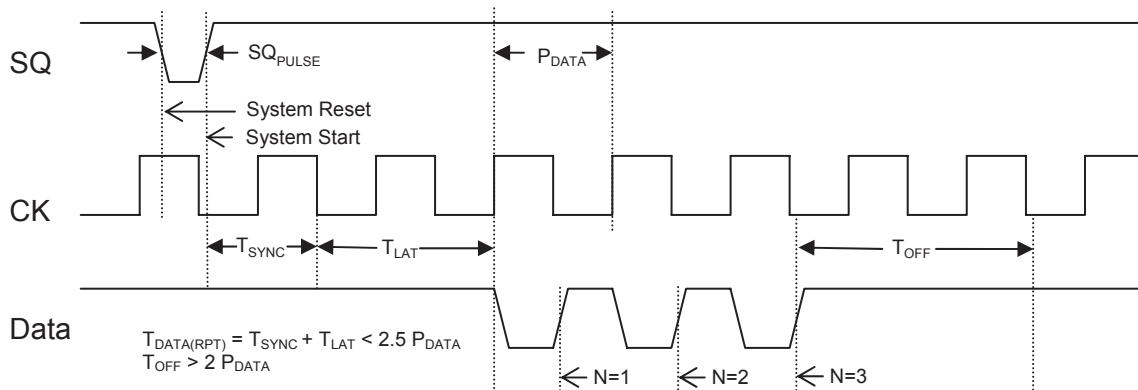 SQ
SQPULSE
PDATA
System Reset
System Start
CK
TSYNC
TLAT
TOFF
Data
TDATA(RPT) = TSYNC + TLAT < 2.5 PDATA
TOFF > 2 PDATA
N=1
N=2
N=3